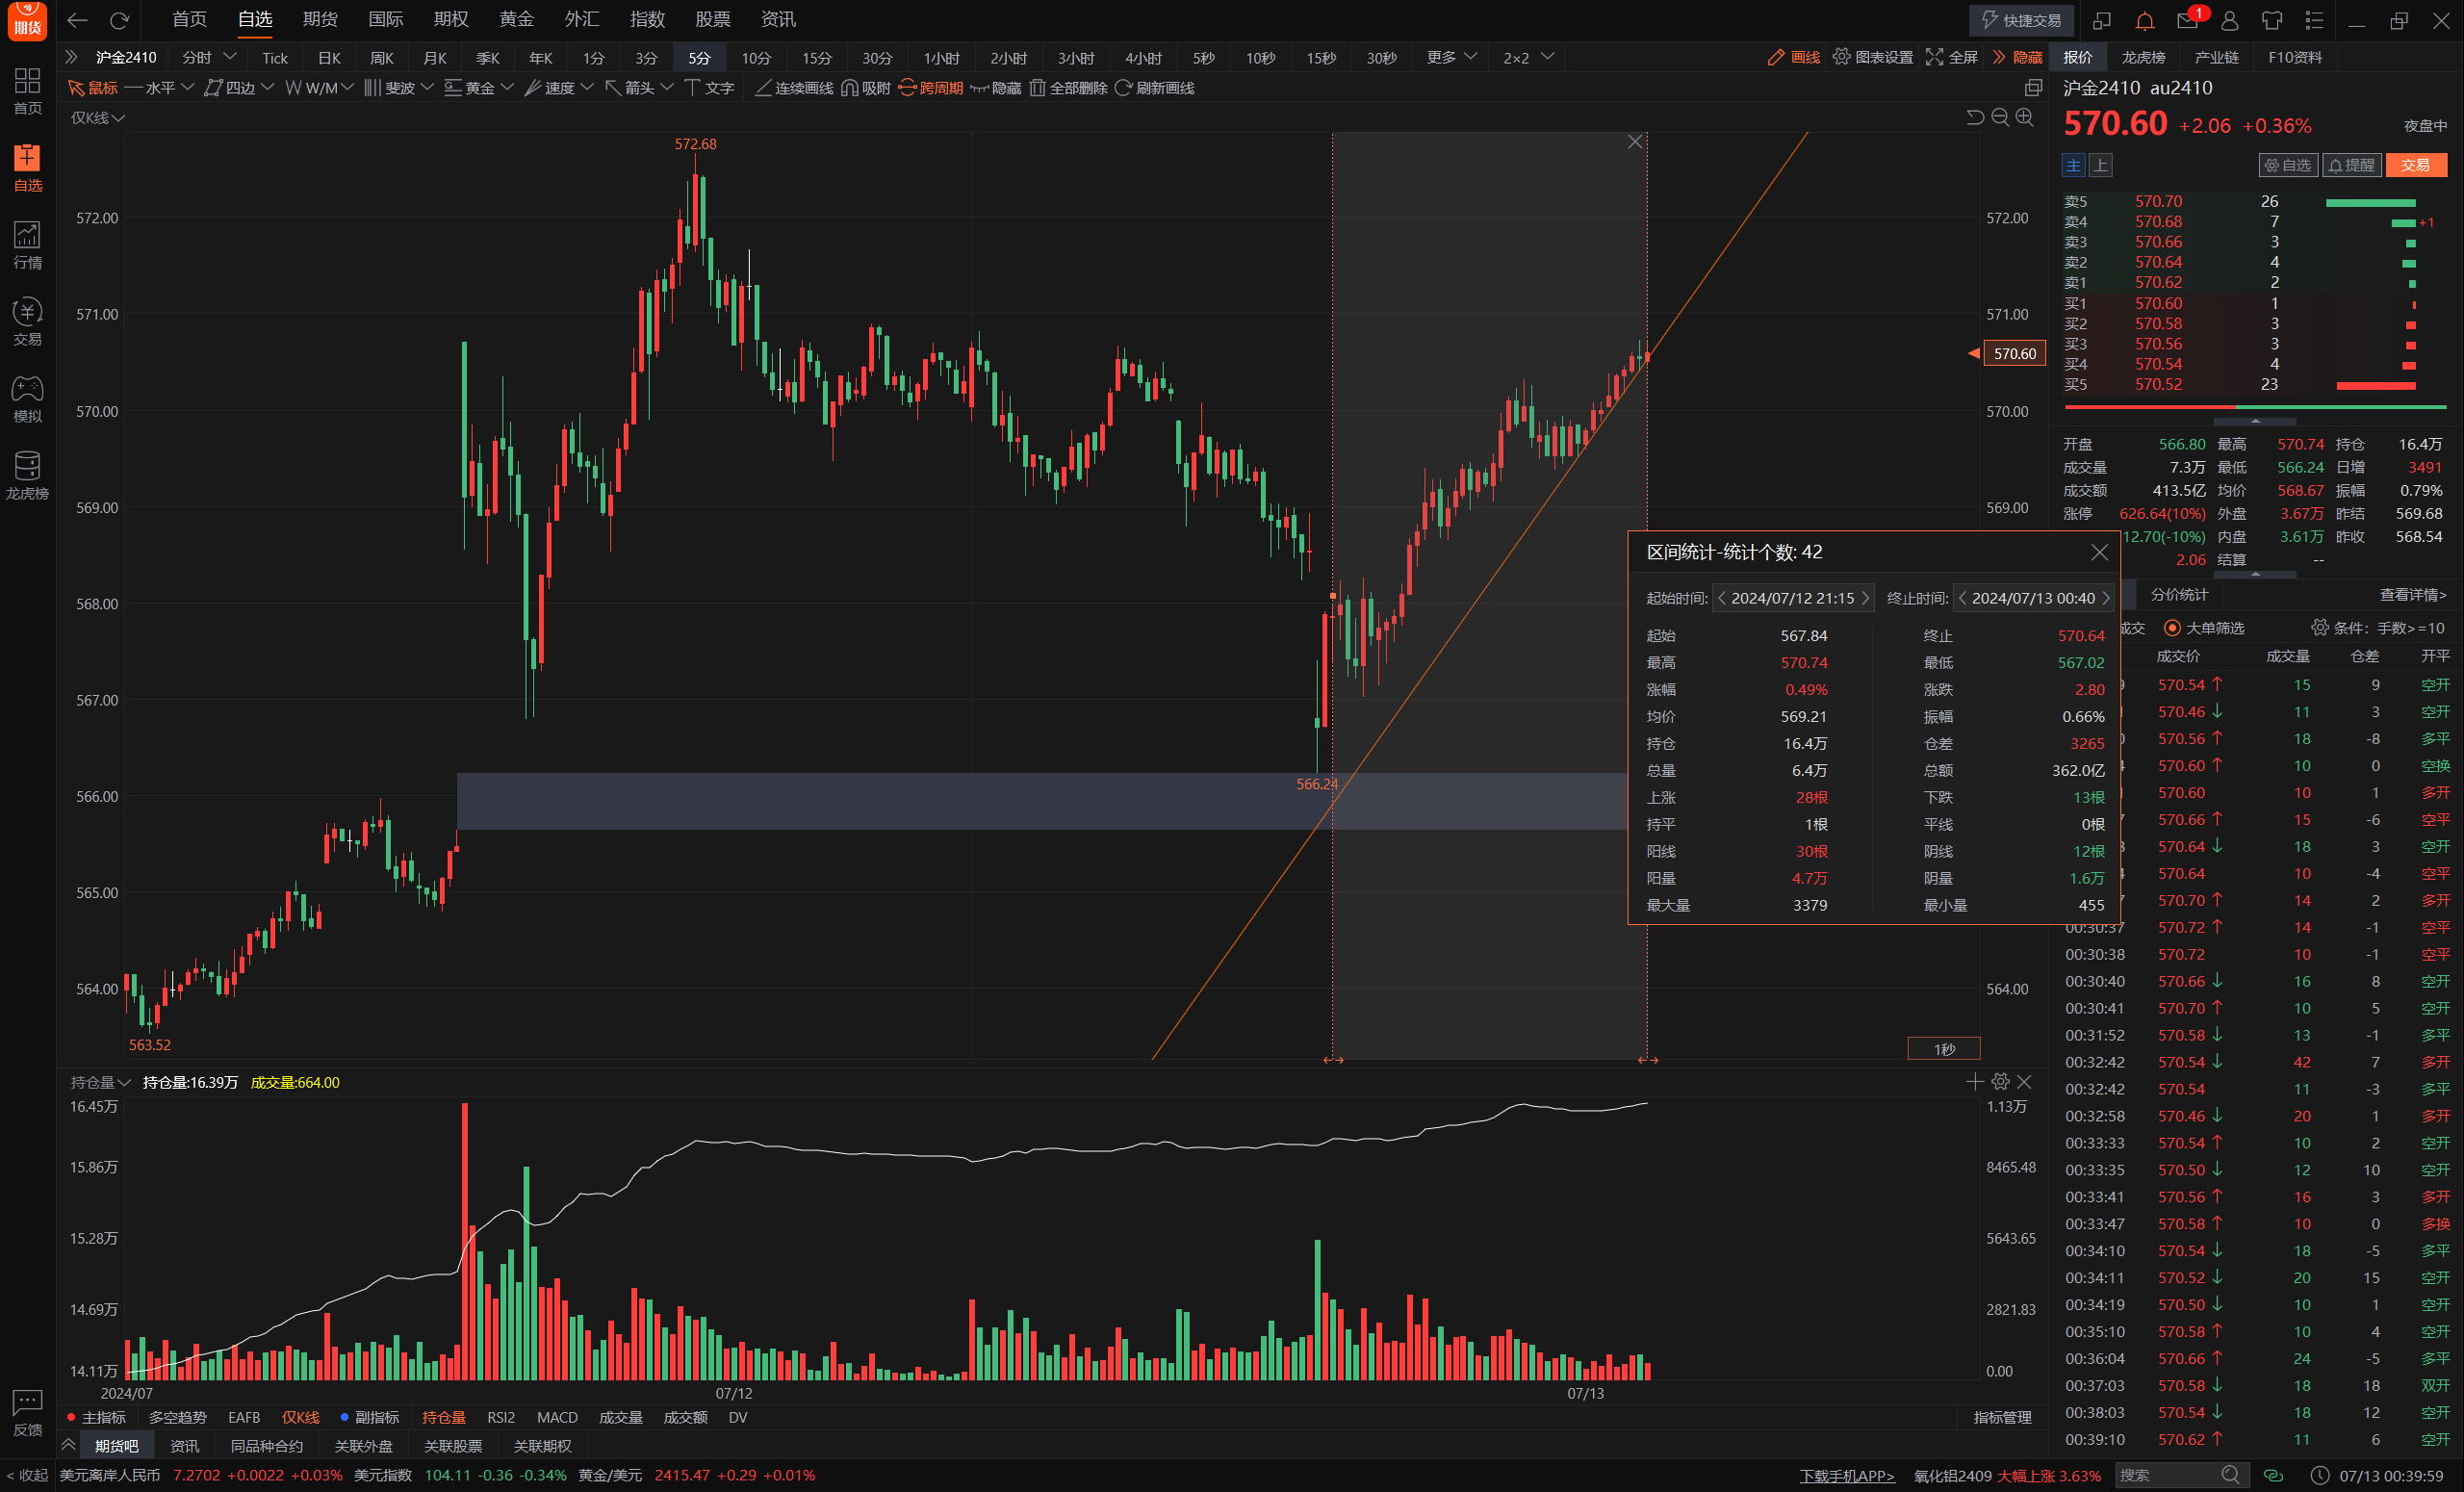 期货
首页 自选 期货 国际 期权 黄金 外汇 指数 股票 资讯
快捷交易 1
沪金2410 分时 Tick 日K 周K 月K 季K 年K 1分 3分 5分 10分 15分 30分 1小时 2小时 3小时 4小时 5秒 10秒 15秒 30秒 更多 2×2
画线 图表设置 全屏 隐藏 报价 龙虎榜 产业链 F10资料
鼠标 水平 四边 W/M 斐波 黄金 速度 箭头 文字 连续画线 吸附 跨周期 隐藏 全部删除 刷新画线
首页
自选
行情
交易
模拟
龙虎榜
反馈
仅K线
572.68
572.00
571.00
570.00
569.00
568.00
567.00
566.00
565.00
564.00
566.24
563.52
572.00
571.00
570.60
570.00
569.00
564.00
1秒
沪金2410 au2410
570.60 +2.06 +0.36% 夜盘中
主 上 自选 提醒 交易
卖5 570.70 26
卖4 570.68 7 +1
卖3 570.66 3
卖2 570.64 4
卖1 570.62 2
买1 570.60 1
买2 570.58 3
买3 570.56 3
买4 570.54 4
买5 570.52 23
开盘 566.80 最高 570.74 持仓 16.4万
成交量 7.3万 最低 566.24 日增 3491
成交额 413.5亿 均价 568.67 振幅 0.79%
涨停 626.64(10%) 外盘 3.67万 昨结 569.68
12.70(-10%) 内盘 3.61万 昨收 568.54
2.06 结算 --
分价统计 查看详情>
成交 大单筛选 条件: 手数>=10
成交价 成交量 仓差 开平
区间统计-统计个数: 42
起始时间: 2024/07/12 21:15 终止时间: 2024/07/13 00:40
起始 567.84 终止 570.64
最高 570.74 最低 567.02
涨幅 0.49% 涨跌 2.80
均价 569.21 振幅 0.66%
持仓 16.4万 仓差 3265
总量 6.4万 总额 362.0亿
上涨 28根 下跌 13根
持平 1根 平线 0根
阳线 30根 阴线 12根
阳量 4.7万 阴量 1.6万
最大量 3379 最小量 455
570.54 ↑ 15 9 空开
570.46 ↓ 11 3 空开
570.56 ↑ 18 -8 多平
570.60 ↑ 10 0 空换
570.60 10 1 多开
570.66 ↑ 15 -6 空平
570.64 ↓ 18 3 空开
570.64 10 -4 空平
570.70 ↑ 14 2 多开
00:30:37 570.72 ↑ 14 -1 空平
00:30:38 570.72 10 -1 空平
00:30:40 570.66 ↓ 16 8 空开
00:30:41 570.70 ↑ 10 5 空开
00:31:52 570.58 ↓ 13 -1 多平
00:32:42 570.54 ↓ 42 7 多开
00:32:42 570.54 11 -3 多平
00:32:58 570.46 ↓ 20 1 多开
00:33:33 570.54 ↑ 10 2 空开
00:33:35 570.50 ↓ 12 10 空开
00:33:41 570.56 ↑ 16 3 多开
00:33:47 570.58 ↑ 10 0 多换
00:34:10 570.54 ↓ 18 -5 多平
00:34:11 570.52 ↓ 20 15 空开
00:34:19 570.50 ↓ 10 1 空开
00:35:10 570.58 ↑ 10 4 空开
00:36:04 570.66 ↑ 24 -5 多平
00:37:03 570.58 ↓ 18 18 双开
00:38:03 570.54 ↓ 18 12 空开
00:39:10 570.62 ↑ 11 6 空开
持仓量 持仓量:16.39万 成交量:664.00
16.45万 1.13万
15.86万 8465.48
15.28万 5643.65
14.69万 2821.83
14.11万 0.00
2024/07 07/12 07/13
主指标 多空趋势 EAFB 仅K线 副指标 持仓量 RSI2 MACD 成交量 成交额 DV 指标管理
期货吧 资讯 同品种合约 关联外盘 关联股票 关联期权
< 收起 美元离岸人民币 7.2702 +0.0022 +0.03% 美元指数 104.11 -0.36 -0.34% 黄金/美元 2415.47 +0.29 +0.01% 下载手机APP> 氧化铝2409 大幅上涨 3.63% 搜索 07/13 00:39:59